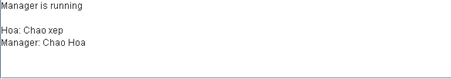 Manager is running
Hoa: Chao xep
Manager: Chao Hoa